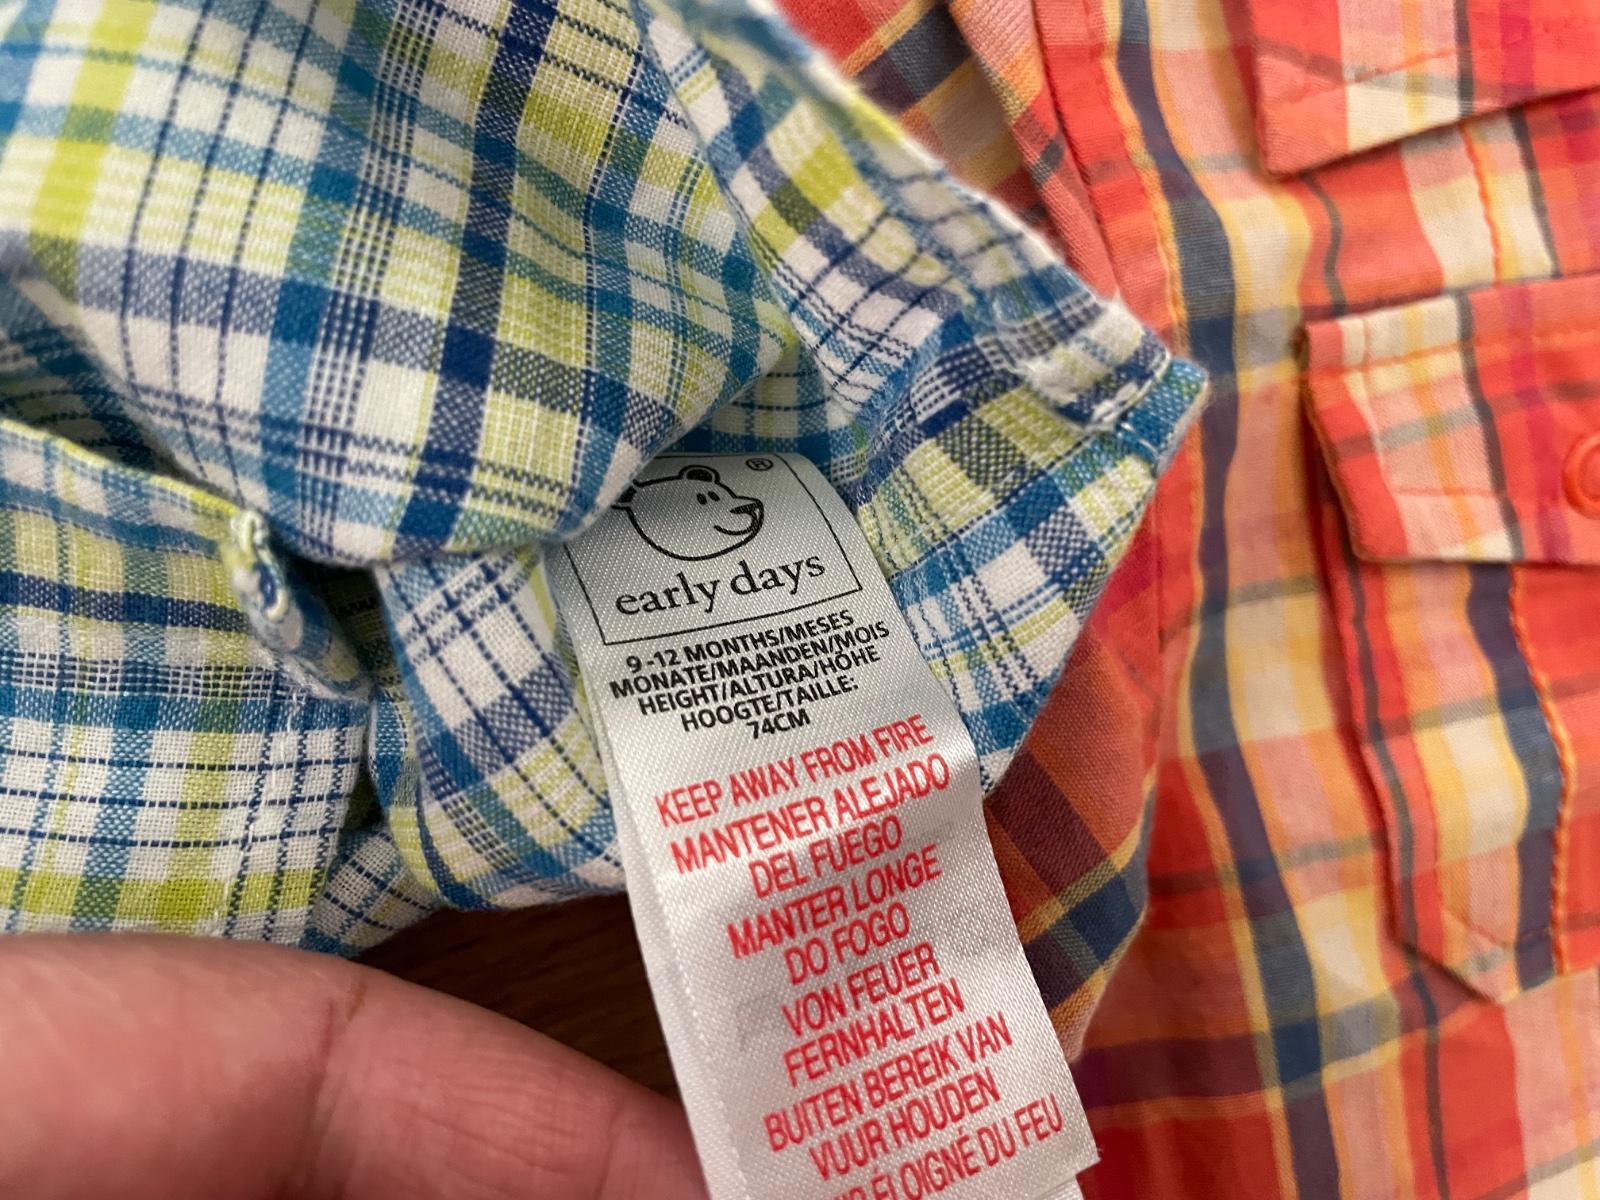 ®
early days
9-12 MONTHS/MESES
MONATE/MAANDEN/MOIS
HEIGHT/ALTURA/HÖHE
HOOGTE/TAILLE:
74CM
KEEP AWAY FROM FIRE
MANTENER ALEJADO
DEL FUEGO
MANTER LONGE
DO FOGO
VON FEUER
FERNHALTEN
BUITEN BEREIK VAN
VUUR HOUDEN
ÉLOIGNÉ DU FEU